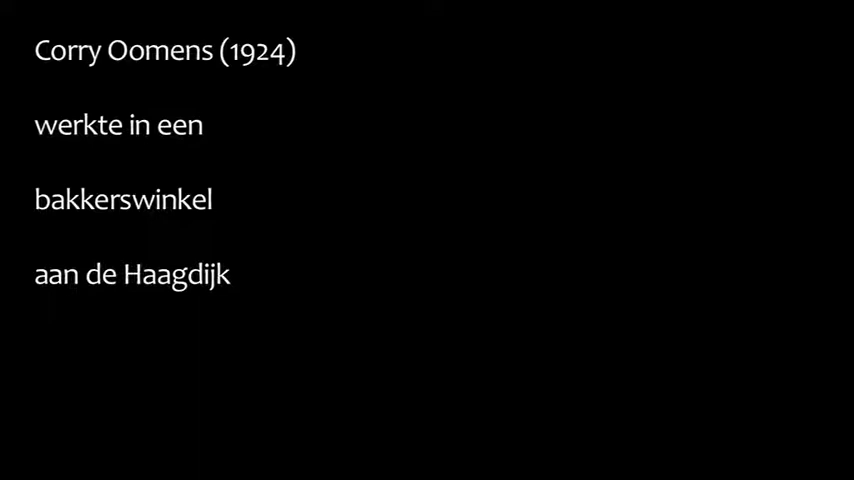 Corry Oomens (1924)
werkte in een
bakkerswinkel
aan de Haagdijk